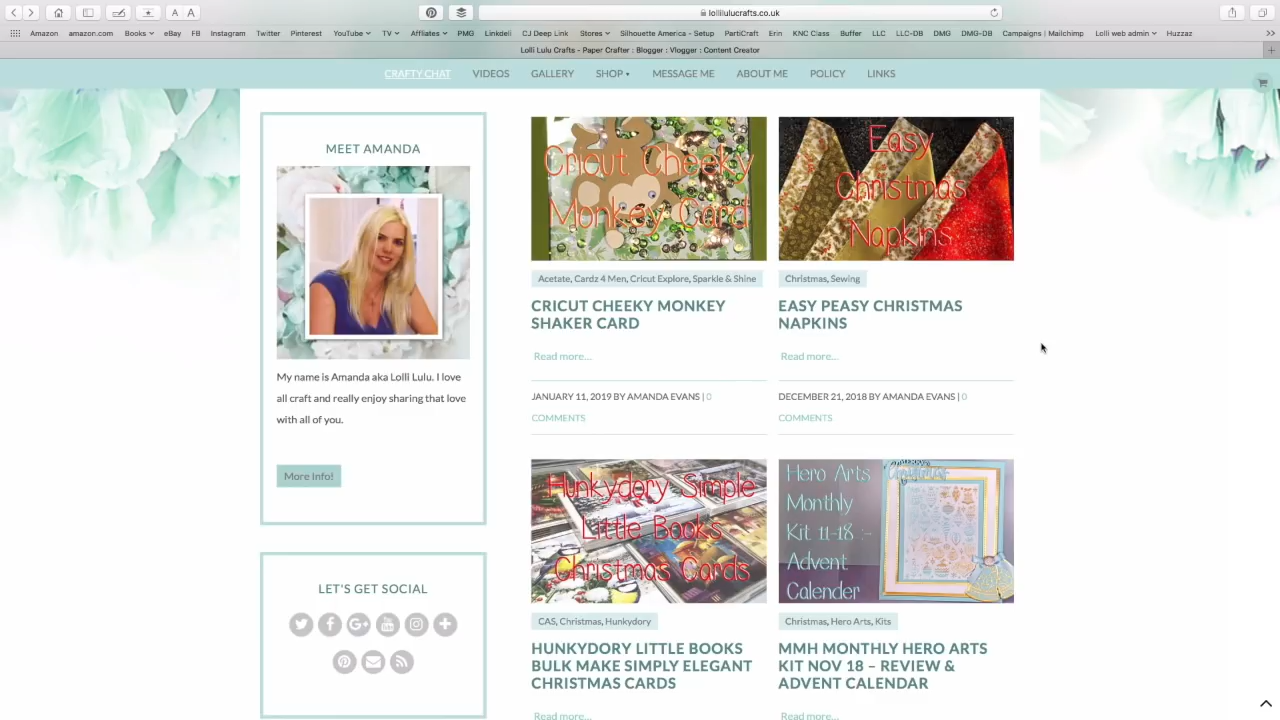 A A
lollilulucrafts.co.uk
Amazon amazon.com Books eBay FB Instagram Twitter Pinterest YouTube TV Affliates PMG Linkdeli CJ Deep Link Stores Silhouette America - Setup PartiCraft Erin KNC Class Buffer LLC LLC-DB DMG DMG-DB Campaigns | Mailchimp Lolli web admin Huzzaz
Lolli Lulu Crafts - Paper Crafter : Blogger : Vlogger : Content Creator
CRAFTY CHAT VIDEOS GALLERY SHOP MESSAGE ME ABOUT ME POLICY LINKS
MEET AMANDA
My name is Amanda aka Lolli Lulu. I love
all craft and really enjoy sharing that love
with all of you.
More Info!
LET'S GET SOCIAL
Cricut Cheeky
Monkey Card
Acetate, Cardz 4 Men, Cricut Explore, Sparkle & Shine
CRICUT CHEEKY MONKEY
SHAKER CARD
Read more...
JANUARY 11, 2019 BY AMANDA EVANS | 0
COMMENTS
Easy
Christmas
Napkins
Christmas, Sewing
EASY PEASY CHRISTMAS
NAPKINS
Read more...
DECEMBER 21, 2018 BY AMANDA EVANS | 0
COMMENTS
Hunkydory Simple
Little Books
Christmas Cards
CAS, Christmas, Hunkydory
HUNKYDORY LITTLE BOOKS
BULK MAKE SIMPLY ELEGANT
CHRISTMAS CARDS
Read more...
Hero Arts
Monthly
Kit 11-18 :-
Advent
Calender
Christmas
Christmas, Hero Arts, Kits
MMH MONTHLY HERO ARTS
KIT NOV 18 – REVIEW &
ADVENT CALENDAR
Read more...